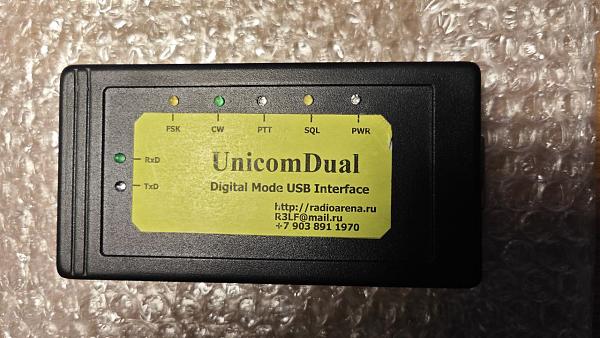 FSK CW PTT SQL PWR
RxD
TxD
UnicomDual
Digital Mode USB Interface
http://radioarena.ru
R3LF@mail.ru
+7 903 891 1970